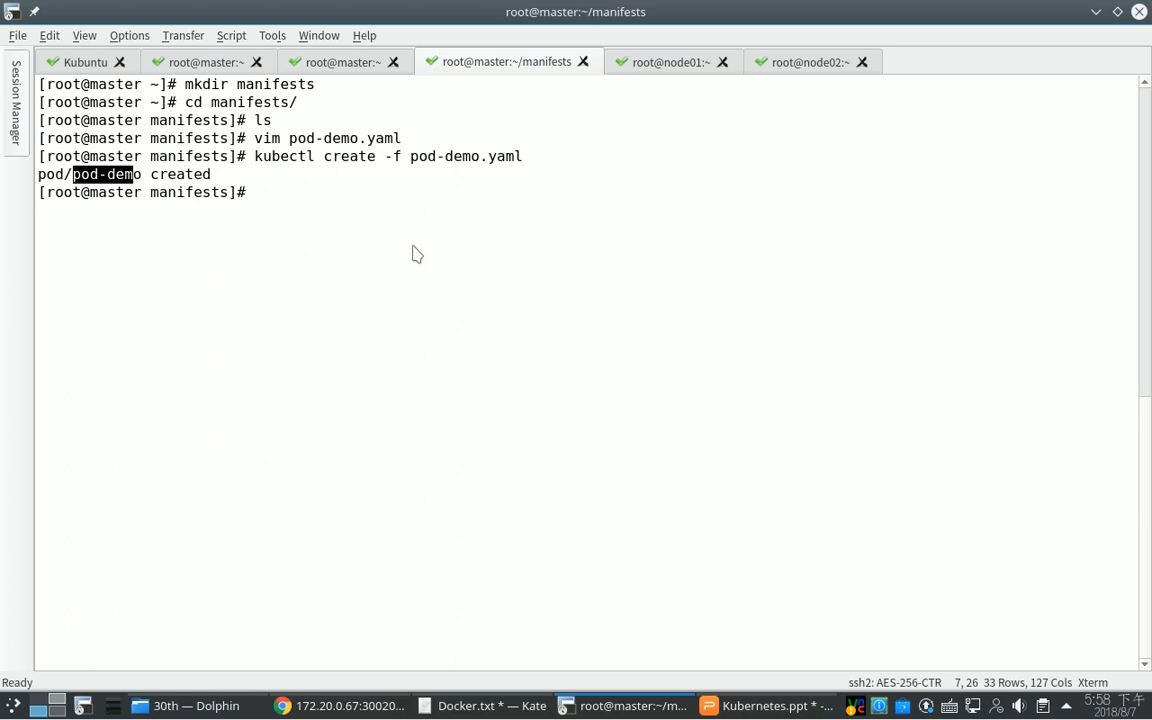 root@master:~/manifests
File Edit View Options Transfer Script Tools Window Help
Session Manager
Kubuntu root@master:~ root@master:~ root@master:~/manifests root@node01:~ root@node02:~
[root@master ~]# mkdir manifests
[root@master ~]# cd manifests/
[root@master manifests]# ls
[root@master manifests]# vim pod-demo.yaml
[root@master manifests]# kubectl create -f pod-demo.yaml
pod/pod-demo created
[root@master manifests]#
Ready ssh2: AES-256-CTR 7, 26 33 Rows, 127 Cols Xterm
30th — Dolphin 172.20.0.67:30020... Docker.txt * — Kate root@master:~/m... Kubernetes.ppt * -... 5:58 下午
2018/8/7